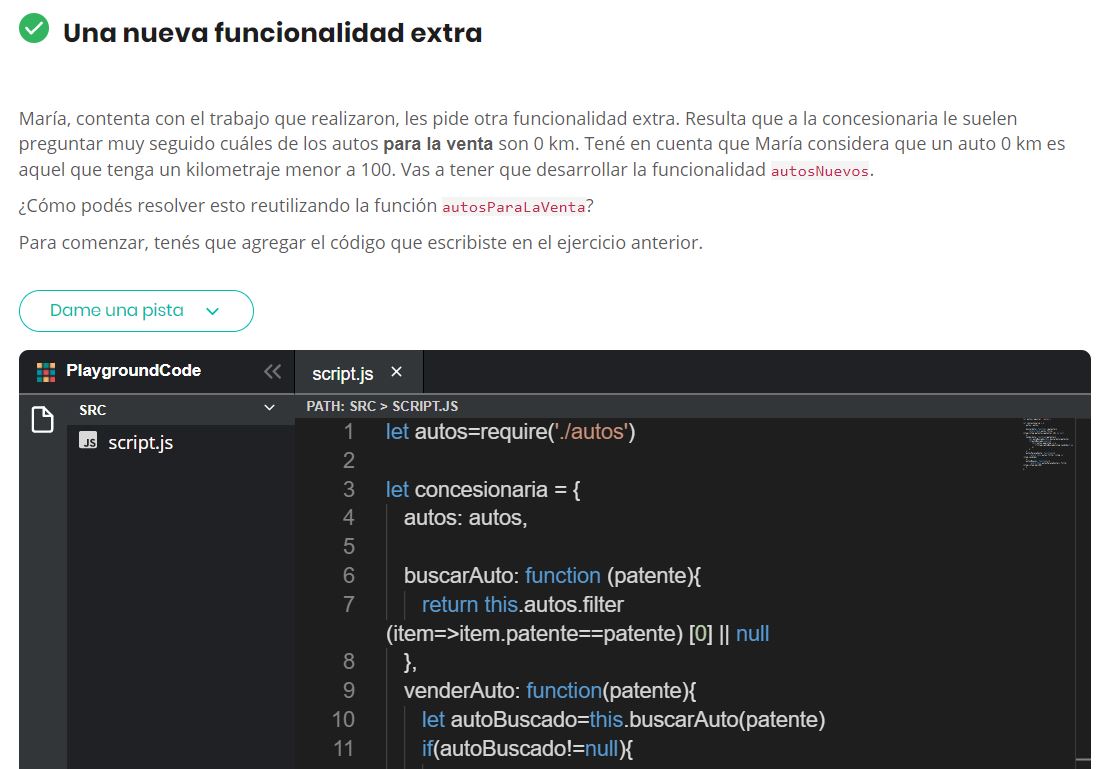 Una nueva funcionalidad extra
María, contenta con el trabajo que realizaron, les pide otra funcionalidad extra. Resulta que a la concesionaria le suelen
preguntar muy seguido cuáles de los autos para la venta son 0 km. Tené en cuenta que María considera que un auto 0 km es
aquel que tenga un kilometraje menor a 100. Vas a tener que desarrollar la funcionalidad autosNuevos.
¿Cómo podés resolver esto reutilizando la función autosParaLaVenta?
Para comenzar, tenés que agregar el código que escribiste en el ejercicio anterior.
Dame una pista
PlaygroundCode
script.js
SRC
PATH: SRC > SCRIPT.JS
JS script.js
1 let autos=require('./autos')
2
3 let concesionaria = {
4 autos: autos,
5
6 buscarAuto: function (patente){
7 return this.autos.filter
(item=>item.patente==patente) [0] || null
8 },
9 venderAuto: function(patente){
10 let autoBuscado=this.buscarAuto(patente)
11 if(autoBuscado!=null){